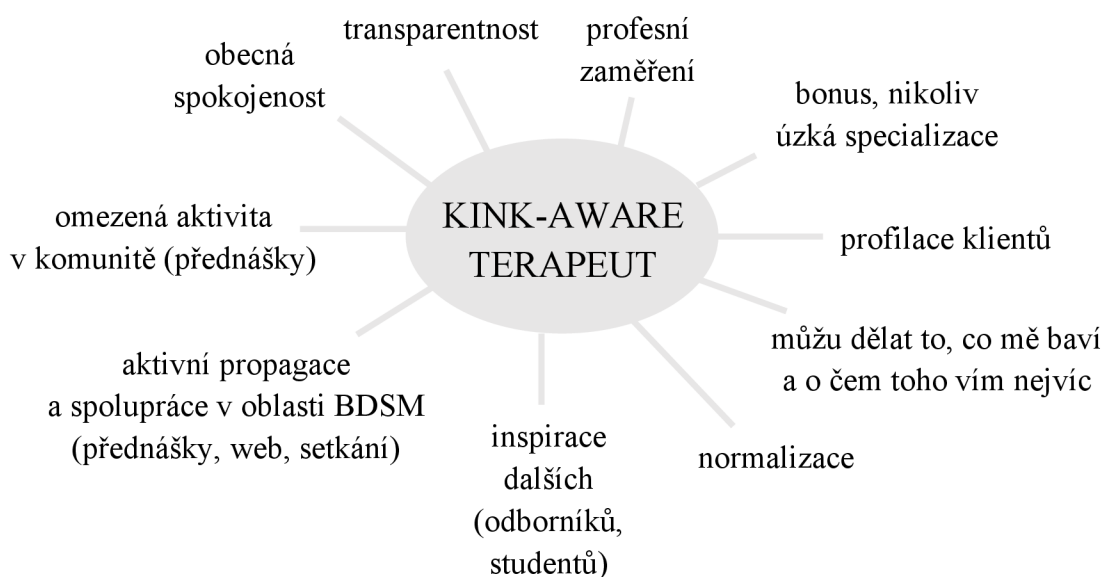 transparentnost
profesní
zaměření
obecná
spokojenost
bonus, nikoliv
úzká specializace
KINK-AWARE
TERAPEUT
omezená aktivita
v komunitě (přednášky)
profilace klientů
můžu dělat to, co mě baví
a o čem toho vím nejvíc
aktivní propagace
a spolupráce v oblasti BDSM
(přednášky, web, setkání)
inspirace
dalších
(odborníků,
studentů)
normalizace